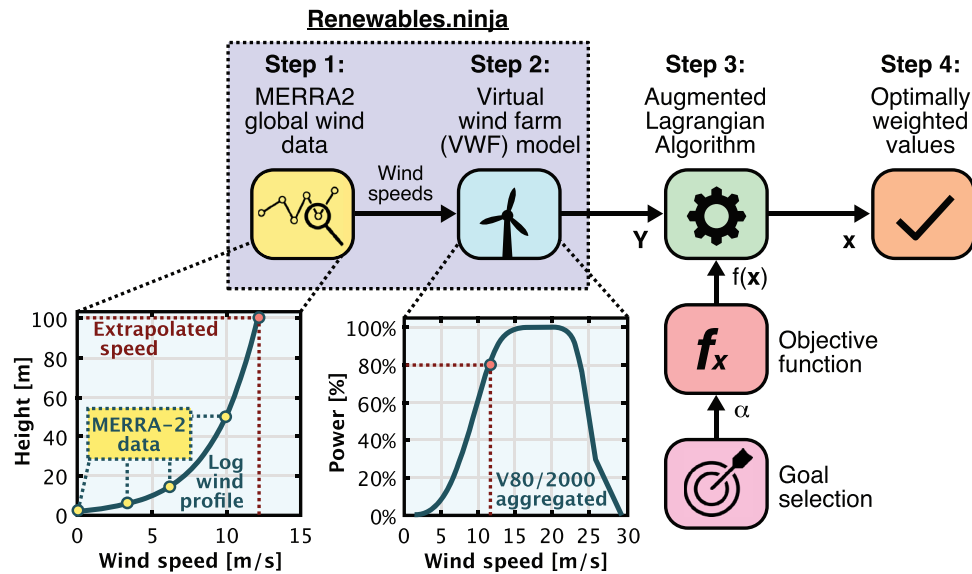 Renewables.ninja
Step 1:
MERRA2
global wind
data
Step 2:
Virtual
wind farm
(VWF) model
Step 3:
Augmented
Lagrangian
Algorithm
Step 4:
Optimally
weighted
values
Wind
speeds
Y
x
f(x)
fx
Objective
function
α
Goal
selection
Height [m]
100
80
60
40
20
0
Extrapolated
speed
MERRA-2
data
Log
wind
profile
0 5 10 15
Wind speed [m/s]
Power [%]
100%
80%
60%
40%
20%
0%
V80/2000
aggregated
0 5 10 15 20 25 30
Wind speed [m/s]